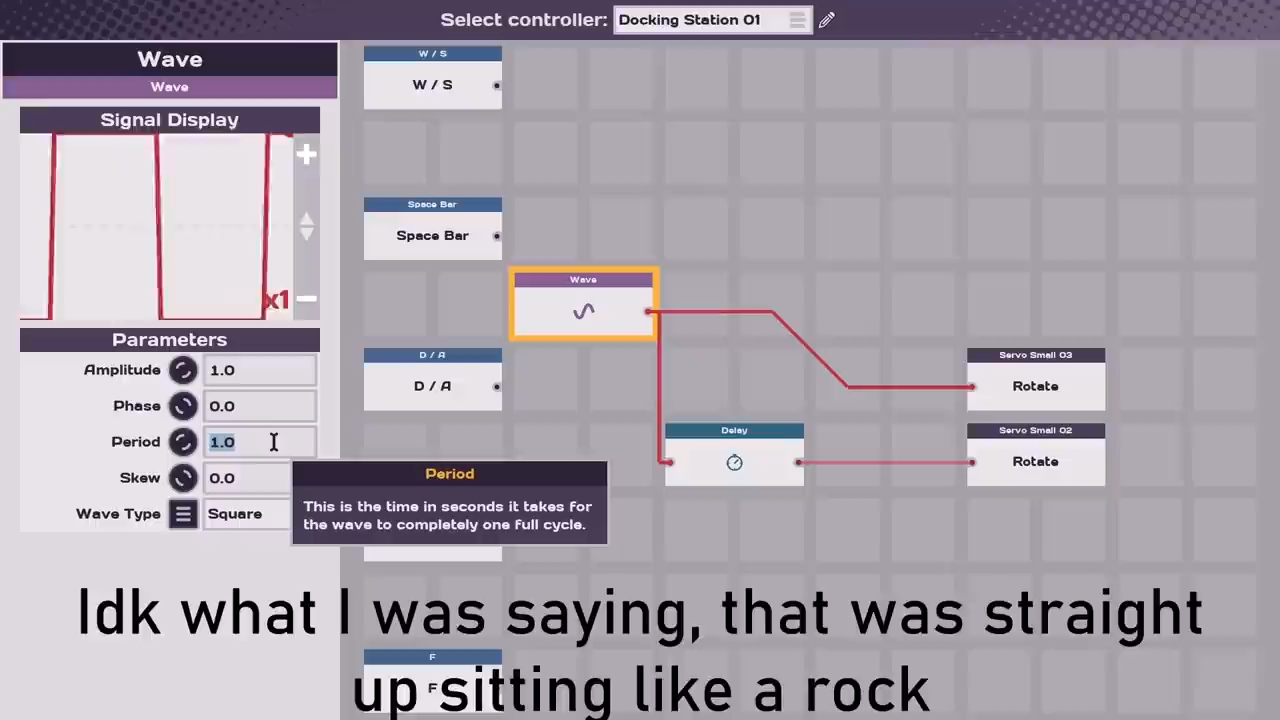 Select controller: Docking Station 01
Wave
Wave
Signal Display
x1
Parameters
Amplitude 1.0
Phase 0.0
Period 1.0
Skew 0.0
Wave Type Square
Period
This is the time in seconds it takes for
the wave to completely one full cycle.
W / S
W / S
Space Bar
Space Bar
Wave
D / A
D / A
Delay
Servo Small 03
Rotate
Servo Small 02
Rotate
F
F
Idk what I was saying, that was straight
up sitting like a rock